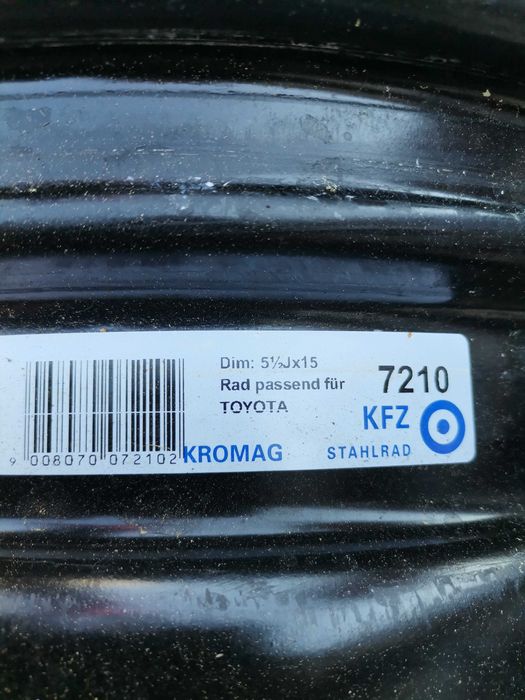 Dim: 5½Jx15
Rad passend für
TOYOTA
7210
KFZ
9 008070 072102
KROMAG
STAHLRAD